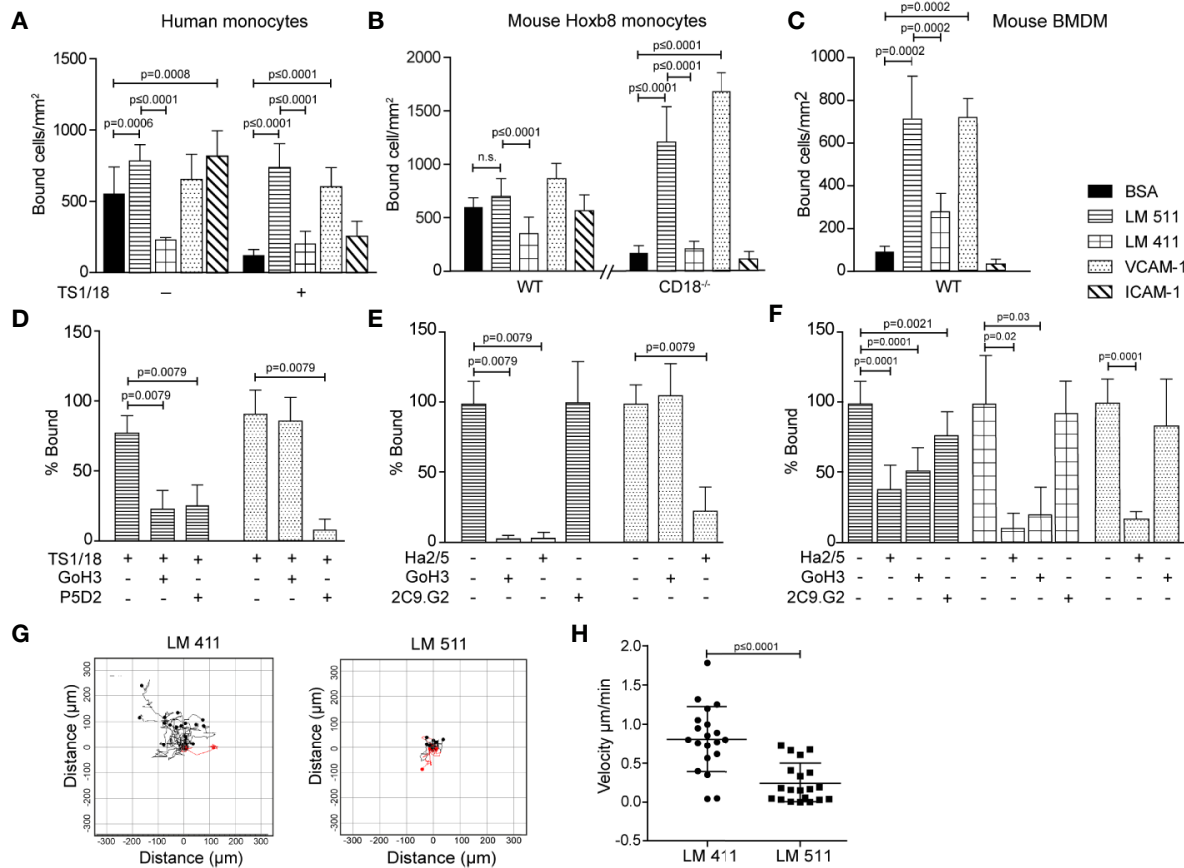 A Human monocytes
Bound cells/mm²
1500
1000
500
0
p=0.0008
p≤0.0001
p=0.0006
p≤0.0001
p≤0.0001
p≤0.0001
TS1/18 – +
B Mouse Hoxb8 monocytes
Bound cell/mm²
2000
1500
1000
500
0
p≤0.0001
n.s.
p≤0.0001
p≤0.0001
p≤0.0001
WT CD18-/-
C Mouse BMDM
Bound cells/mm2
1000
800
600
400
200
0
p=0.0002
p=0.0002
p=0.0002
WT
BSA
LM 511
LM 411
VCAM-1
ICAM-1
D
% Bound
150
100
50
0
p=0.0079
p=0.0079
p=0.0079
TS1/18 + + + + + +
GoH3 - + - - + -
P5D2 - - + - - +
E
% Bound
150
100
50
0
p=0.0079
p=0.0079
p=0.0079
Ha2/5 - - + - - - +
GoH3 - + - - - + -
2C9.G2 - - - + - - -
F
% Bound
150
100
50
0
p=0.0021
p=0.0001
p=0.0001
p=0.03
p=0.02
p=0.0001
Ha2/5 - + - - - + - - - + -
GoH3 - - + - - - + - - - +
2C9.G2 - - - + - - - + - - -
G
LM 411
Distance (µm)
300
200
100
0
-100
-200
-300
-300 -200 -100 0 100 200 300
Distance (µm)
LM 511
Distance (µm)
300
200
100
0
-100
-200
-300
-300 -200 -100 0 100 200 300
Distance (µm)
H
Velocity µm/min
2.0
1.5
1.0
0.5
0.0
-0.5
p≤0.0001
LM 411 LM 511